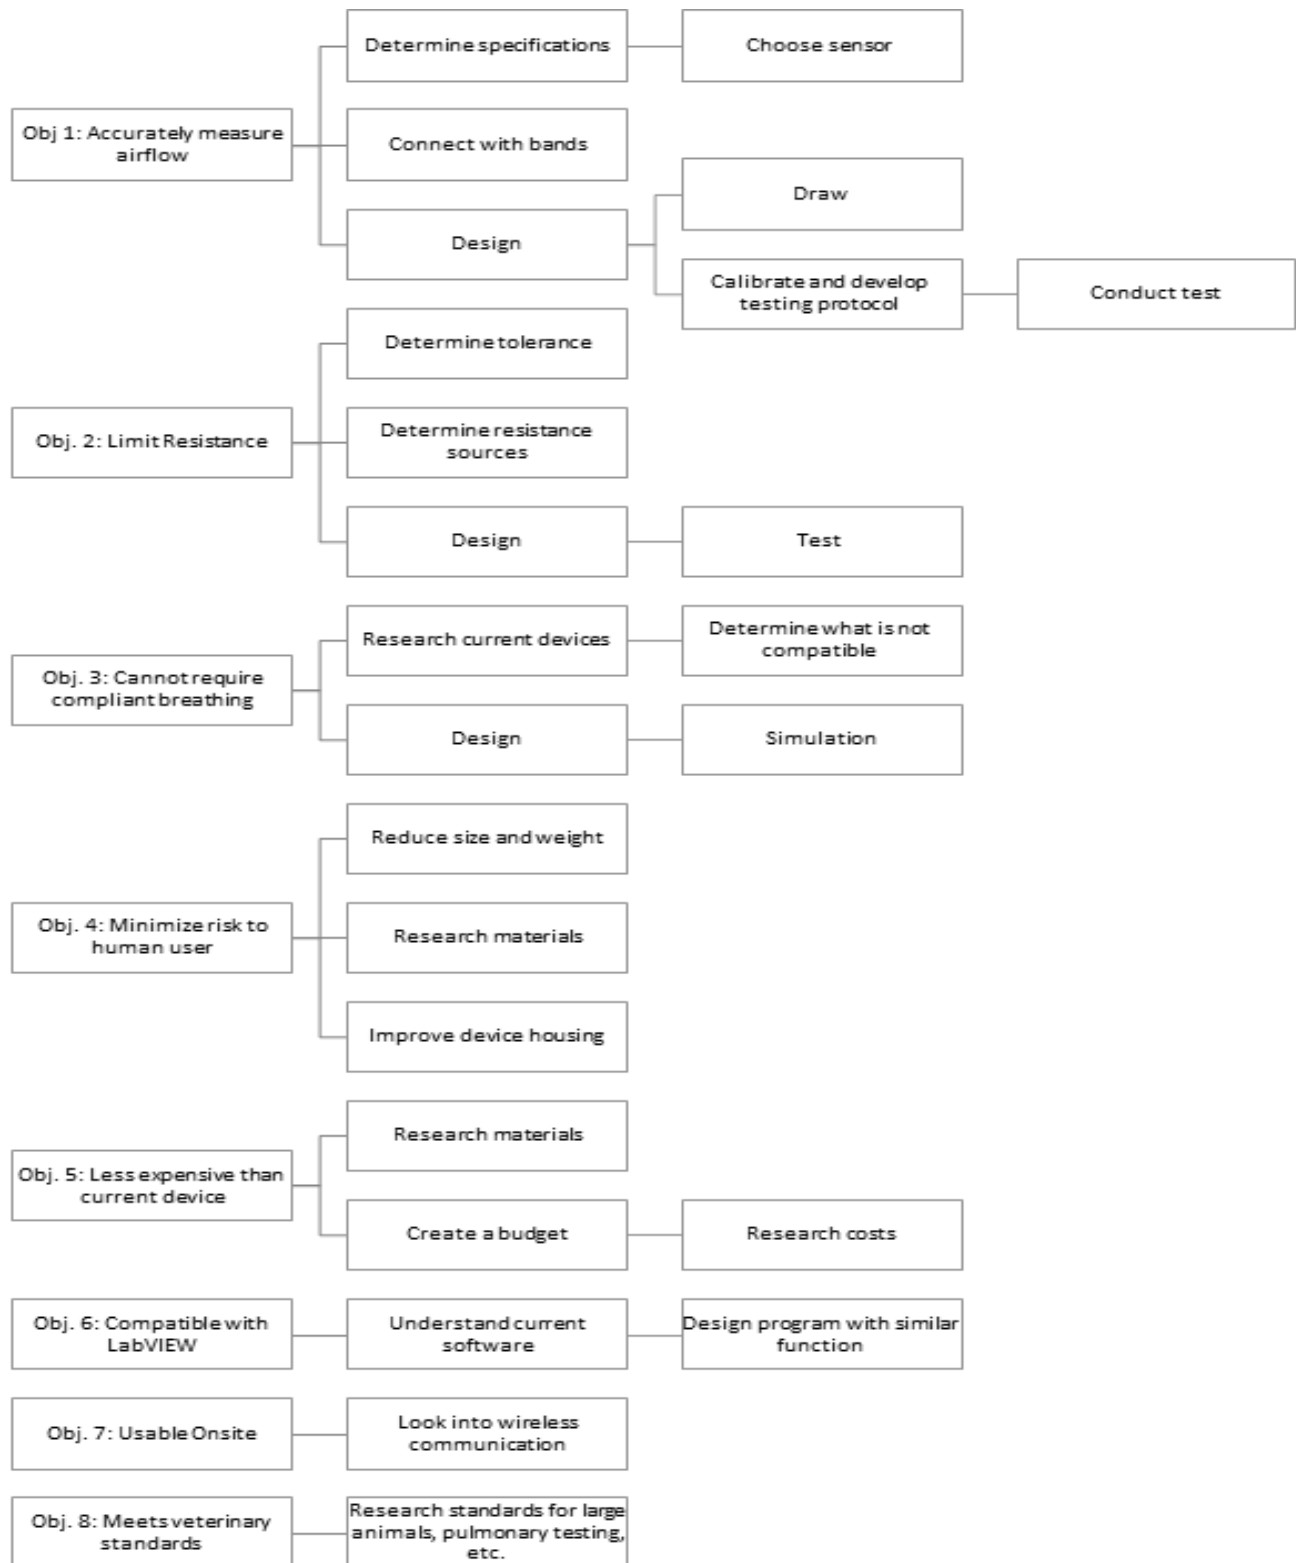 Determine specifications
Choose sensor
Obj 1: Accurately measure
airflow
Connect with bands
Draw
Design
Calibrate and develop
testing protocol
Conduct test
Determine tolerance
Obj. 2: Limit Resistance
Determine resistance
sources
Design
Test
Research current devices
Determine what is not
compatible
Obj. 3: Cannot require
compliant breathing
Design
Simulation
Reduce size and weight
Obj. 4: Minimize risk to
human user
Research materials
Improve device housing
Research materials
Obj. 5: Less expensive than
current device
Create a budget
Research costs
Obj. 6: Compatible with
LabVIEW
Understand current
software
Design program with similar
function
Obj. 7: Usable Onsite
Look into wireless
communication
Obj. 8: Meets veterinary
standards
Research standards for large
animals, pulmonary testing,
etc.